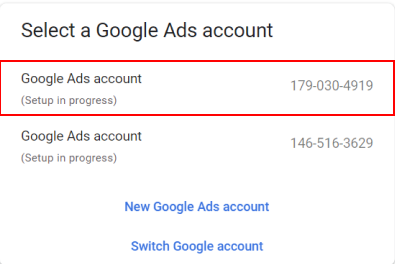 Select a Google Ads account
Google Ads account 179-030-4919
(Setup in progress)
Google Ads account 146-516-3629
(Setup in progress)
New Google Ads account
Switch Google account